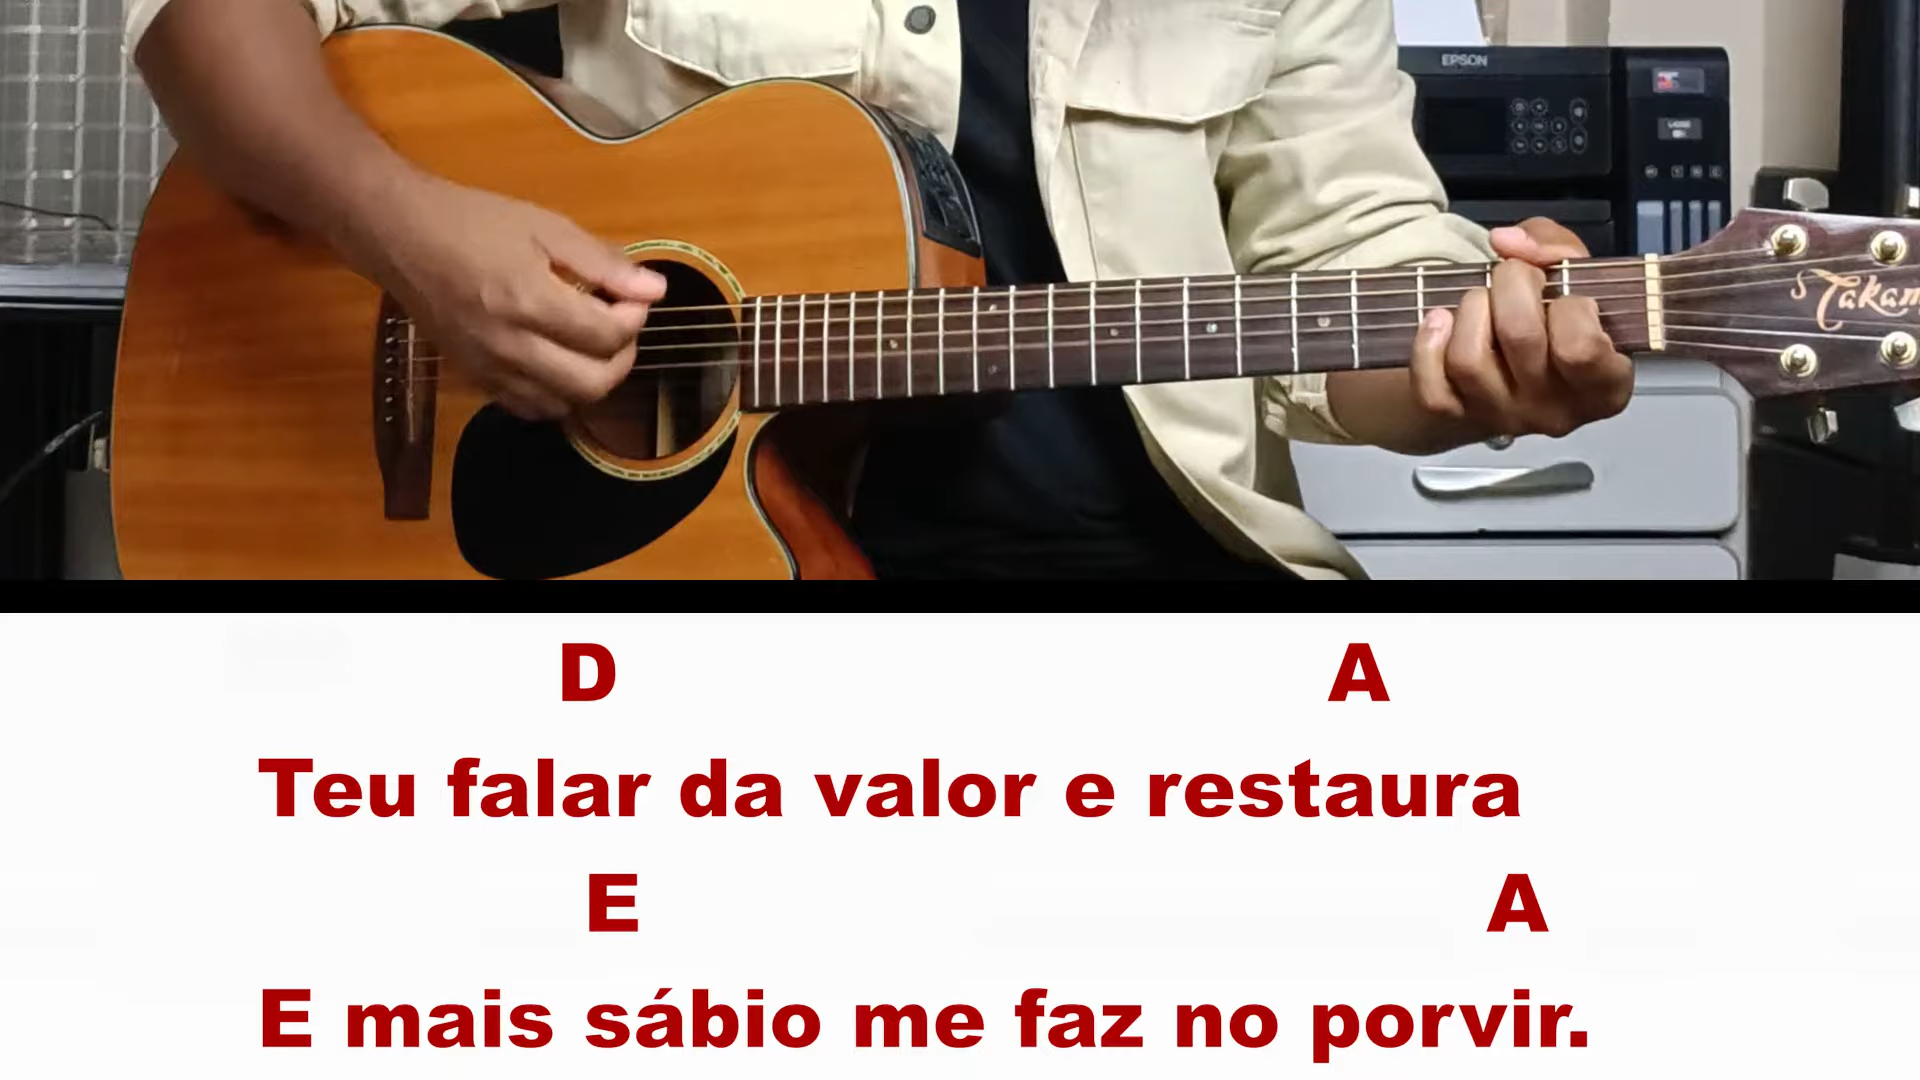 EPSON
Takam
D A
Teu falar da valor e restaura
E A
E mais sábio me faz no porvir.